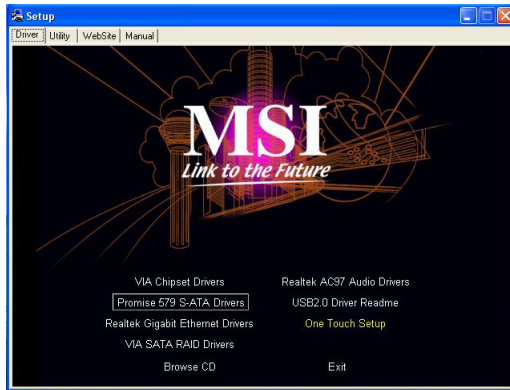 Setup
Driver Utility WebSite Manual
MSI
Link to the Future
VIA Chipset Drivers
Realtek AC97 Audio Drivers
Promise 579 S-ATA Drivers
USB2.0 Driver Readme
Realtek Gigabit Ethernet Drivers
One Touch Setup
VIA SATA RAID Drivers
Browse CD
Exit